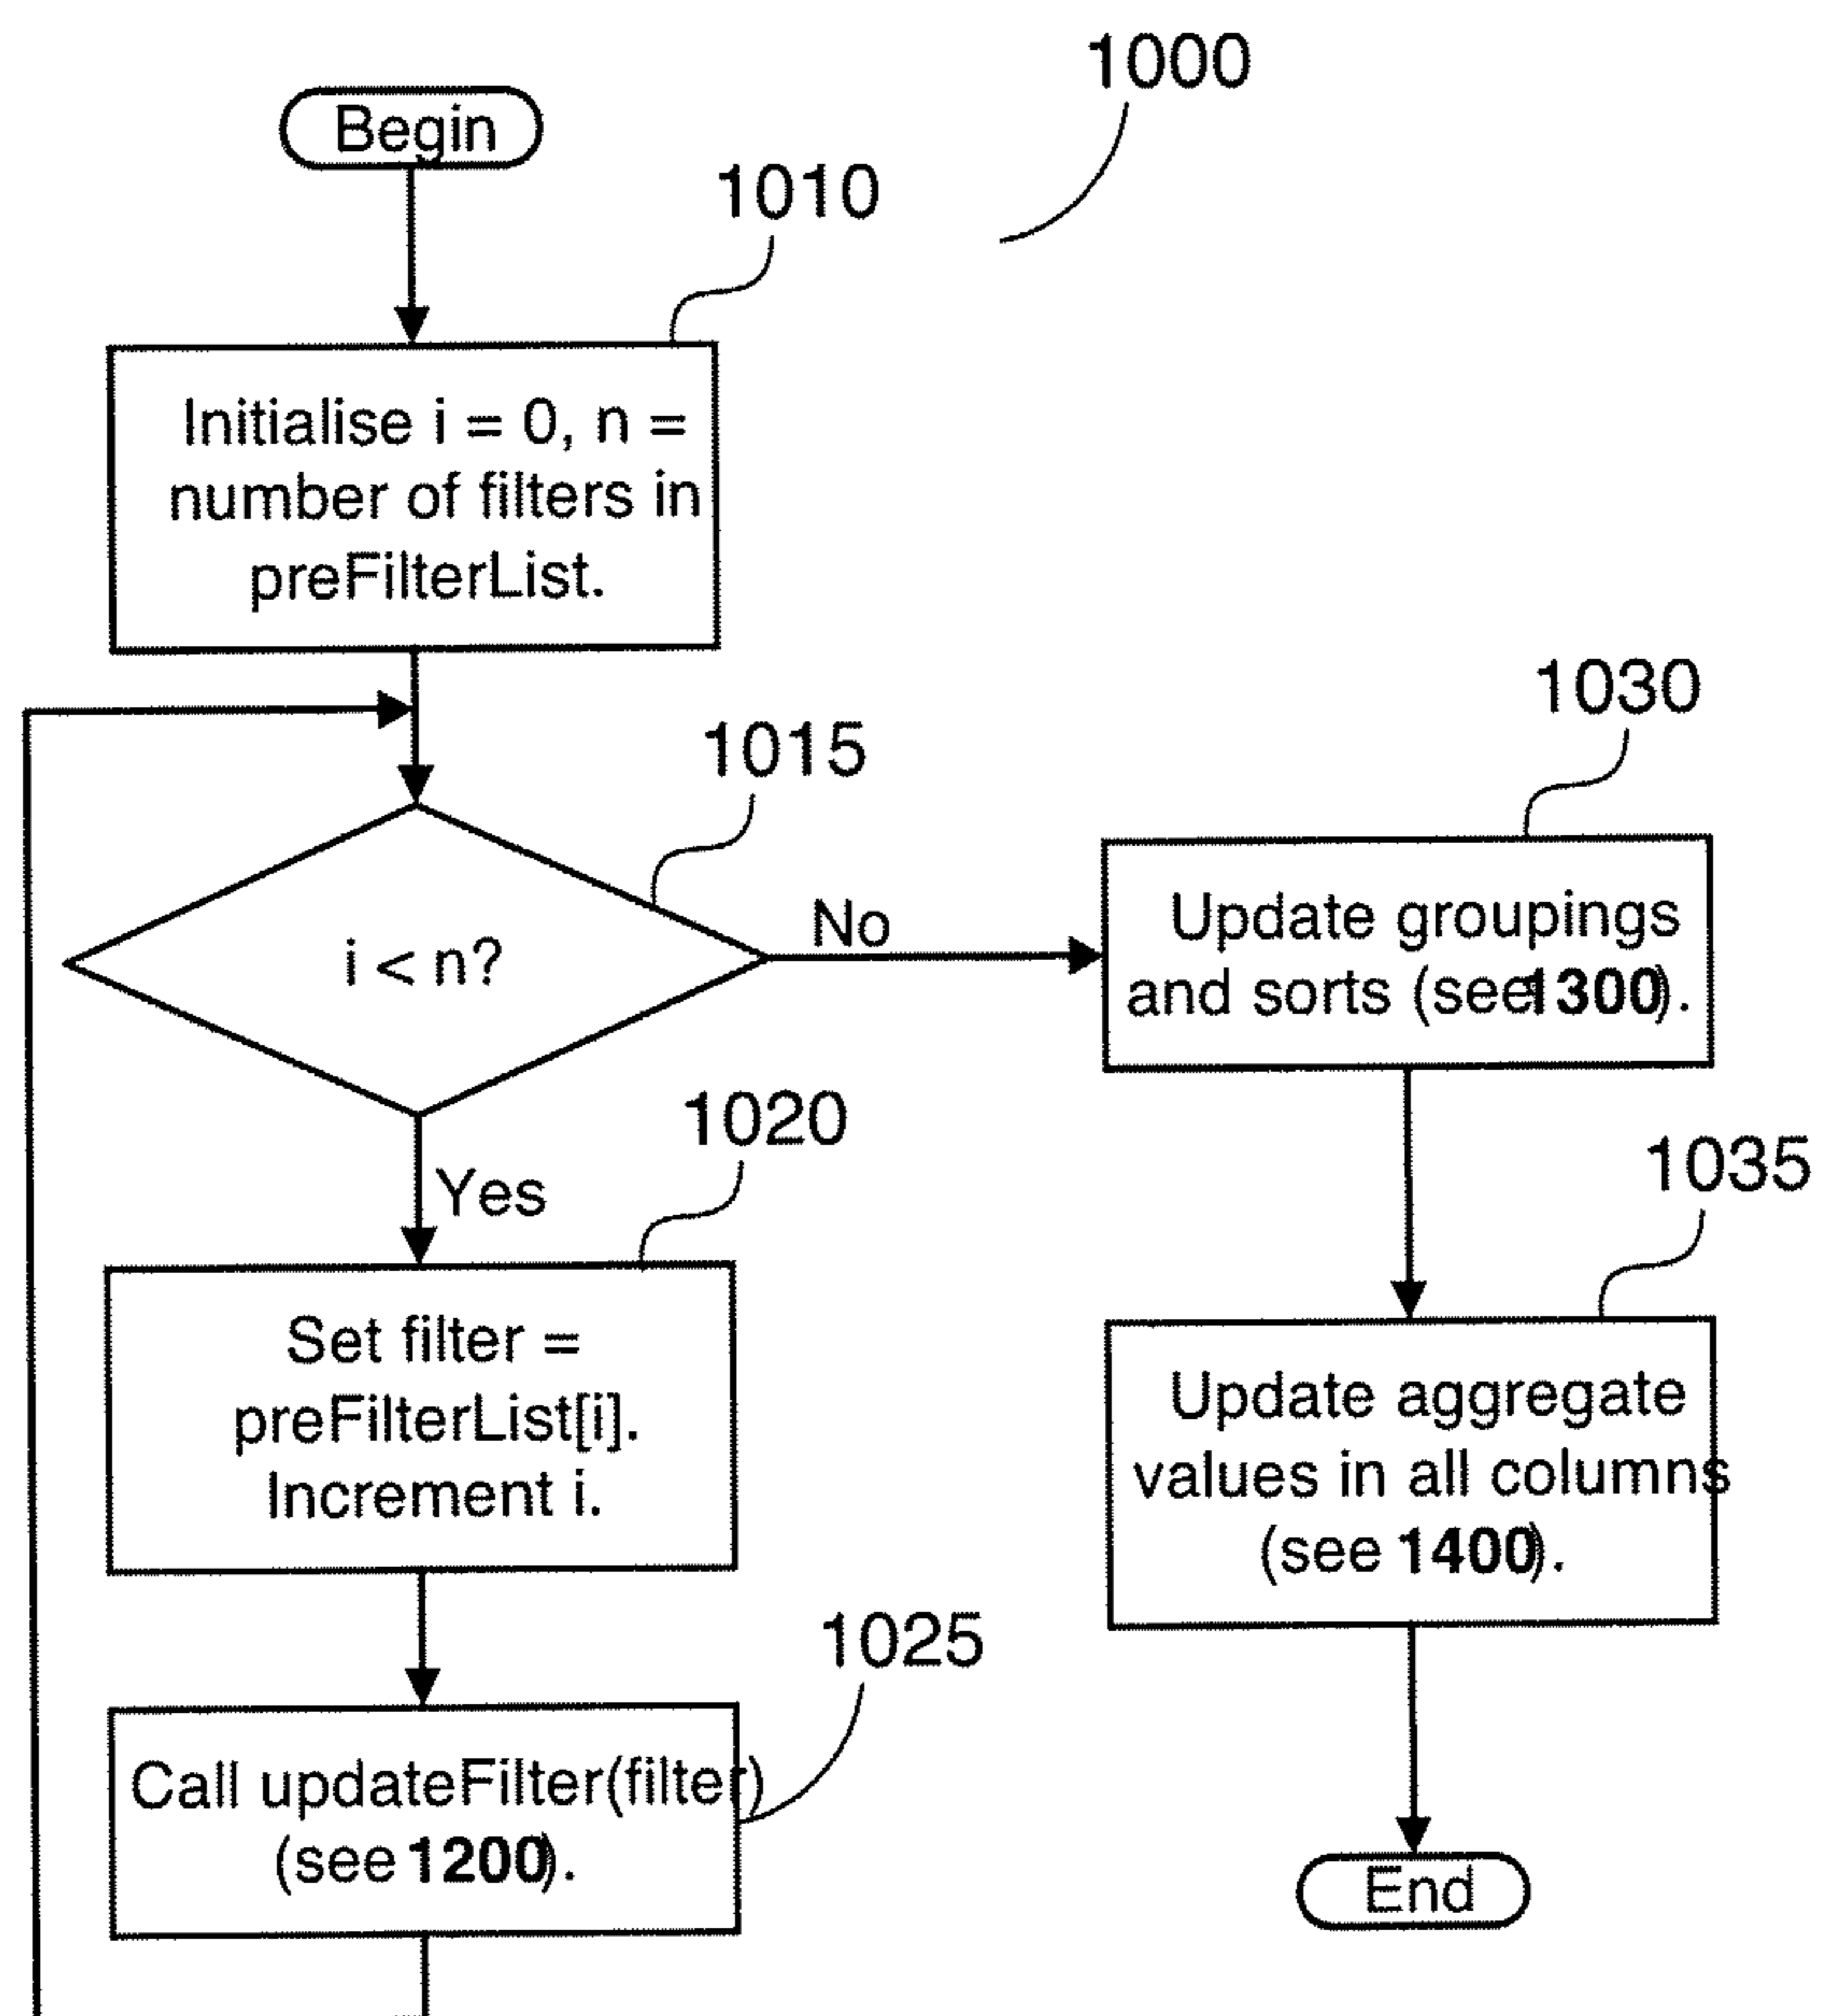 1000
Begin
1010
Initialise i = 0, n =
number of filters in
preFilterList.
1015
i < n?
No
Yes
1020
Set filter =
preFilterList[i].
Increment i.
1025
Call updateFilter(filter)
(see 1200).
1030
Update groupings
and sorts (see 1300).
1035
Update aggregate
values in all columns
(see 1400).
End